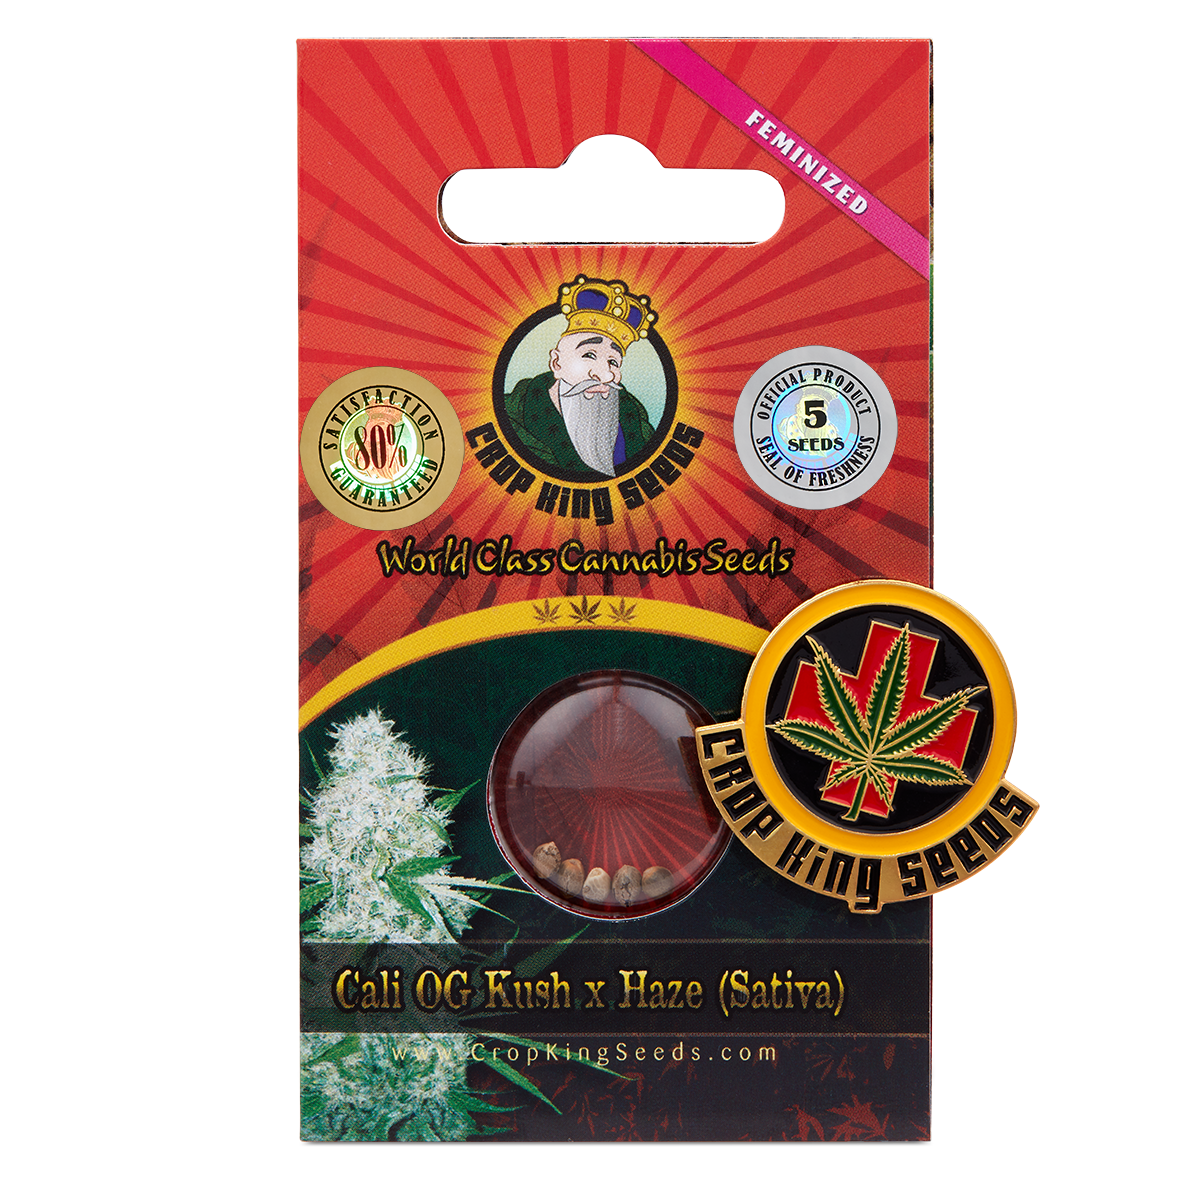 FEMINIZED
SATISFACTION
80%
GUARANTEED
CROP KING SEEDS
OFFICIAL PRODUCT
5
SEEDS
SEAL OF FRESHNESS
World Class Cannabis Seeds
CROP KING SEEDS
Cali OG Kush x Haze (Sativa)
www.CropKingSeeds.com